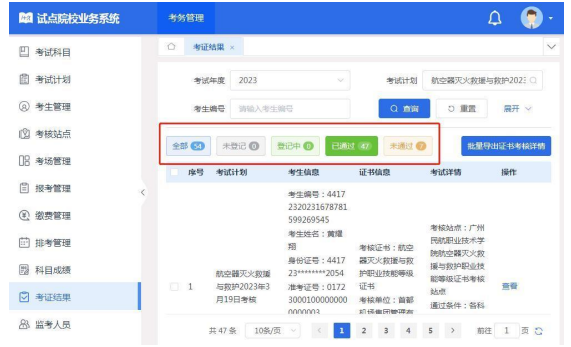 试点院校业务系统
考务管理
考试科目
考试计划
考生管理
考核站点
考场管理
报考管理
缴费管理
排考管理
科目成绩
考证结果
监考人员
考证结果 ×
考试年度 2023
考试计划 航空器灭火救援与救护202
考生编号 请输入考生编号
查询 重置 展开
全部 54 未登记 0 登记中 0 已通过 47 未通过 7
批量导出证书考核详情
序号 考试计划 考生信息 证书信息 考试详情 操作
1
航空器灭火救援
与救护2023年3
月19日考核
考生编号：4417
2320231678781
599269545
考生姓名：黄耀
翔
身份证号：4417
23********2054
准考证号：0172
3000100000000
0000003
考核证书：航空
器灭火救援与救
护职业技能等级
证书
考核单位：首都
机场集团管理有
考核站点：广州
民航职业技术学
院航空器灭火救
援与救护职业技
能等级证书考核
站点
通过条件：各科
查看
共 47 条 10条/页 1 2 3 4 5 前往 1 页